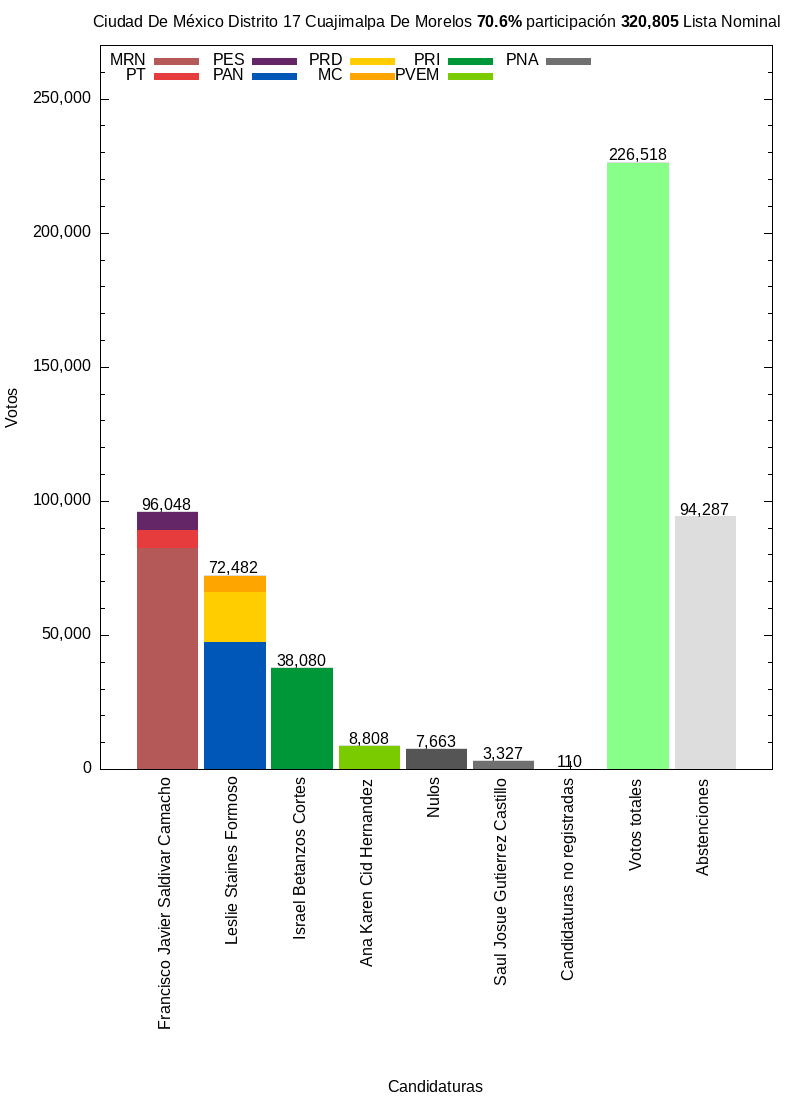 Ciudad De México Distrito 17 Cuajimalpa De Morelos 70.6% participación 320,805 Lista Nominal
MRN PES PRD PRI PNA
PT PAN MC PVEM
250,000
200,000
150,000
100,000
50,000
0
Votos
96,048
72,482
38,080
8,808
7,663
3,327
110
226,518
94,287
Francisco Javier Saldivar Camacho
Leslie Staines Formoso
Israel Betanzos Cortes
Ana Karen Cid Hernandez
Nulos
Saul Josue Gutierrez Castillo
Candidaturas no registradas
Votos totales
Abstenciones
Candidaturas